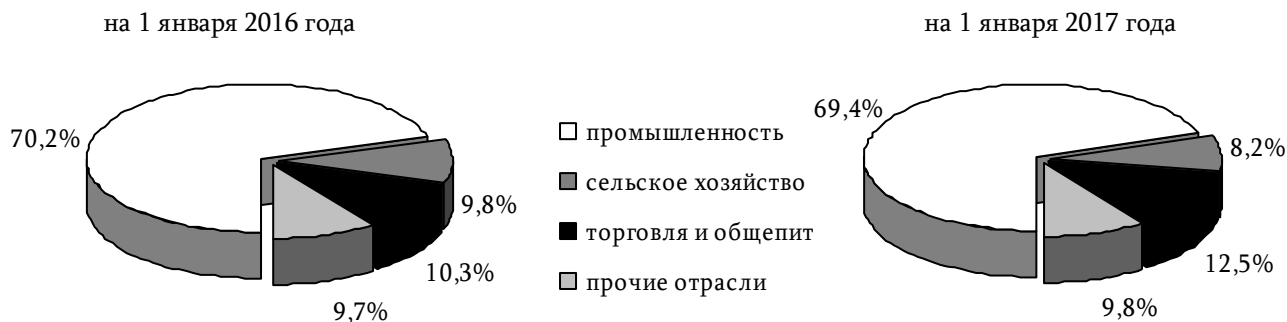 на 1 января 2016 года
70,2%
9,8%
10,3%
9,7%
промышленность
сельское хозяйство
торговля и общепит
прочие отрасли
на 1 января 2017 года
69,4%
8,2%
12,5%
9,8%